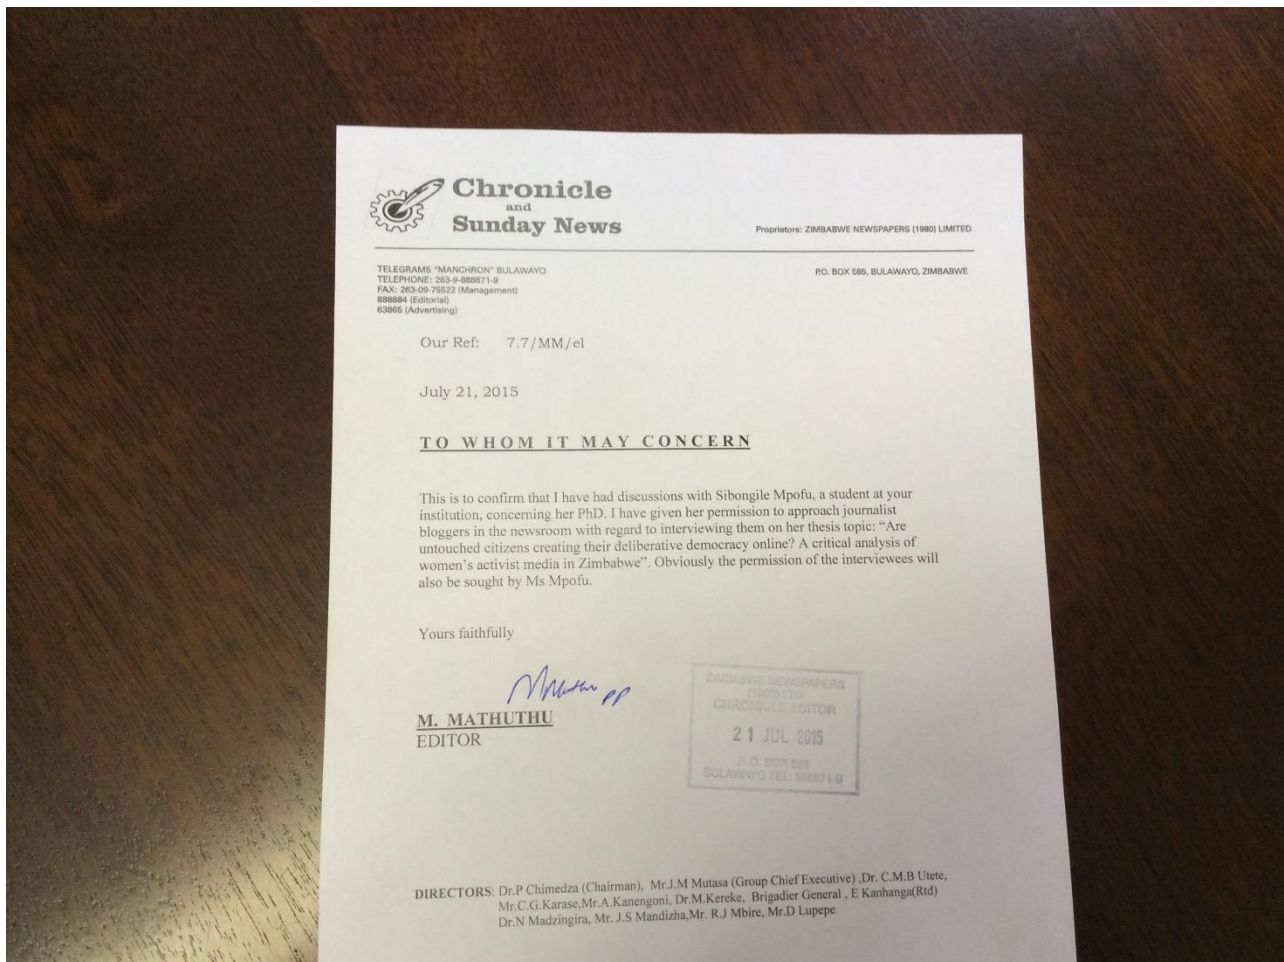 Chronicle
and
Sunday News
Proprietors: ZIMBABWE NEWSPAPERS (1980) LIMITED
TELEGRAMS "MANCHRON" BULAWAYO
TELEPHONE: 263-9-888871-9
FAX: 263-09-75522 (Management)
888884 (Editorial)
63865 (Advertising)
P.O. BOX 585, BULAWAYO, ZIMBABWE
Our Ref: 7.7/MM/el
July 21, 2015
TO WHOM IT MAY CONCERN
This is to confirm that I have had discussions with Sibongile Mpofu, a student at your
institution, concerning her PhD. I have given her permission to approach journalist
bloggers in the newsroom with regard to interviewing them on her thesis topic: “Are
untouched citizens creating their deliberative democracy online? A critical analysis of
women’s activist media in Zimbabwe”. Obviously the permission of the interviewees will
also be sought by Ms Mpofu.
Yours faithfully
pp
M. MATHUTHU
EDITOR
ZIMBABWE NEWSPAPERS
(1980) LTD
CHRONICLE EDITOR
21 JUL 2015
P.O. BOX 585
BULAWAYO TEL: 888871-9
DIRECTORS: Dr.P Chimedza (Chairman), Mr.J.M Mutasa (Group Chief Executive) ,Dr. C.M.B Utete,
Mr.C.G.Karase,Mr.A.Kanengoni, Dr.M.Kereke, Brigadier General , E Kanhanga(Rtd)
Dr.N Madzingira, Mr. J.S Mandizha,Mr. R.J Mbire, Mr.D Lupepe